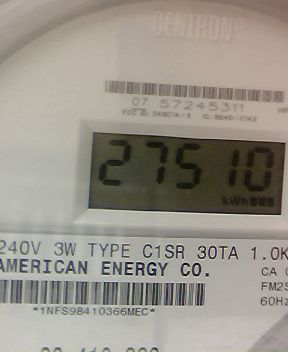 CENTRON®
07 57245311
27510
kWh
240V 3W TYPE C1SR 30TA 1.0K
AMERICAN ENERGY CO.
CA
FM2S
60Hz
*1NFS98410366MEC*